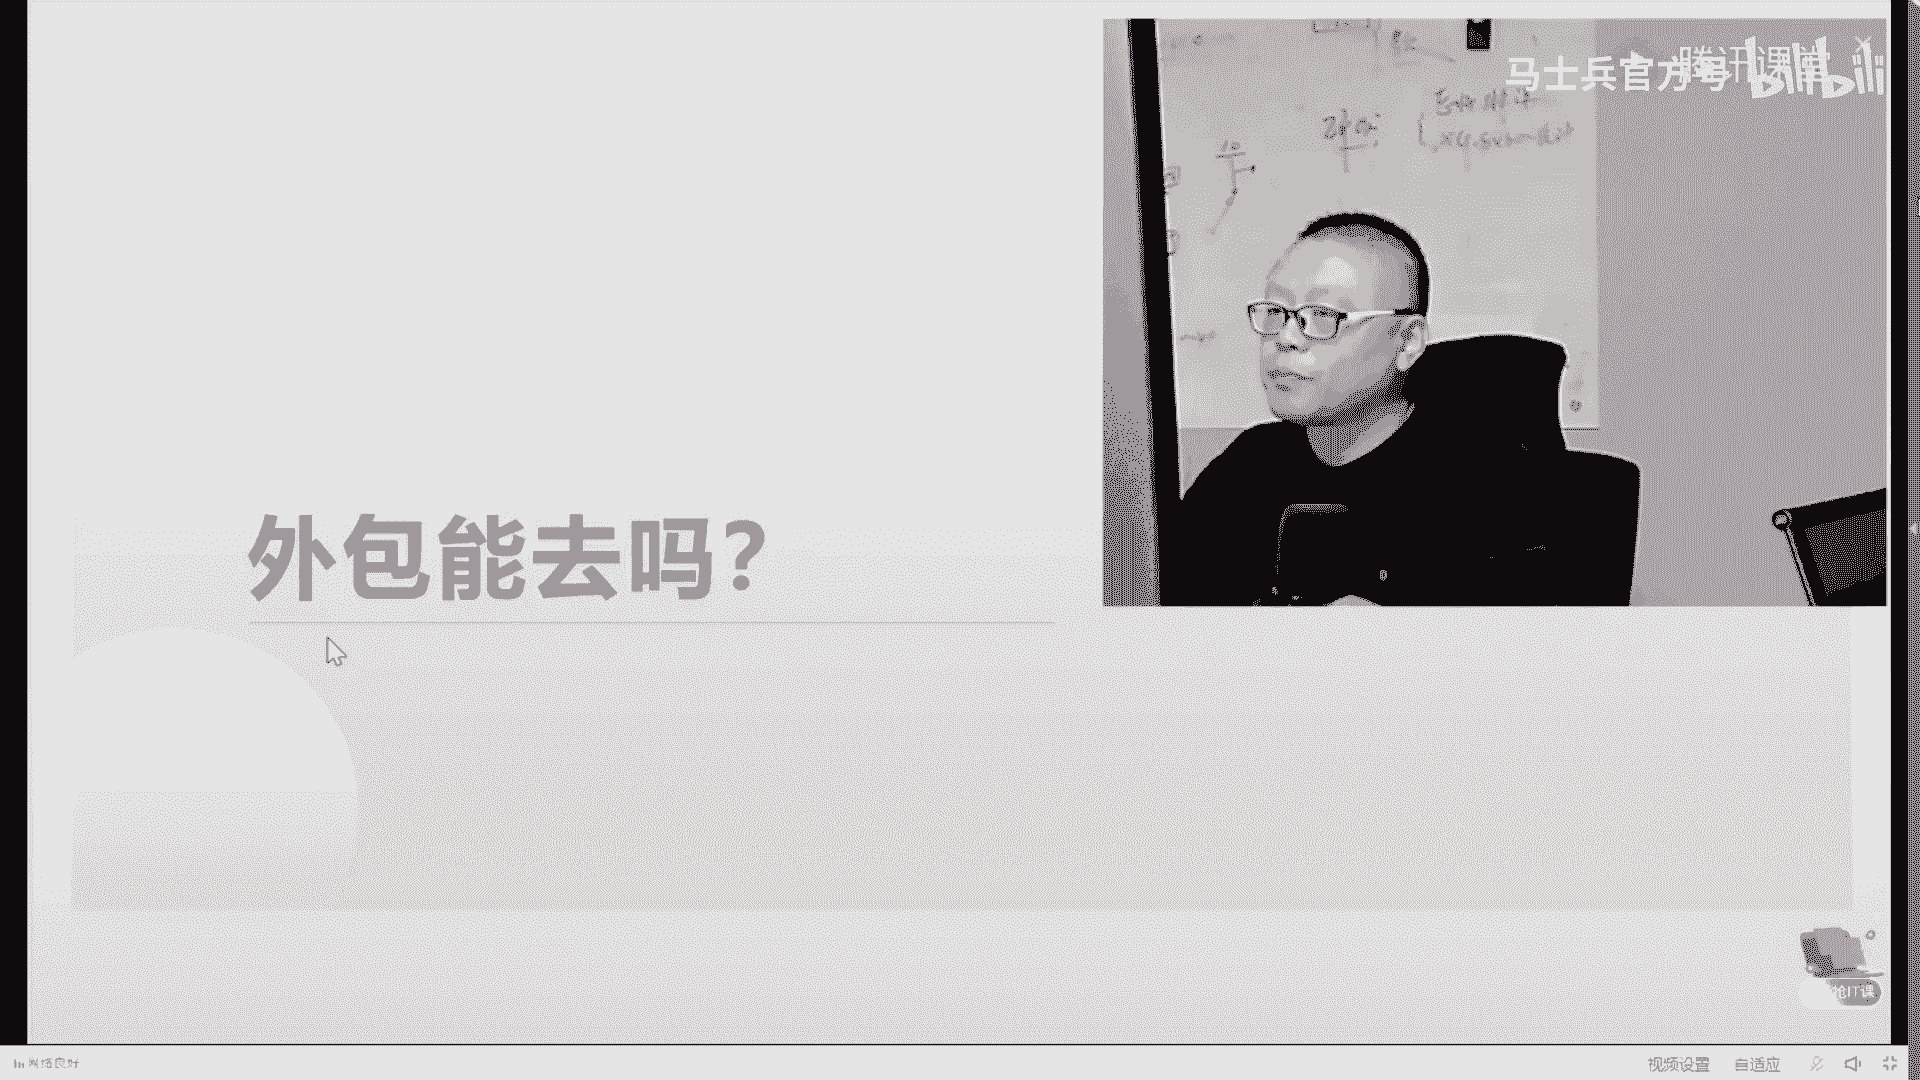 马士兵官方号 bilibili
腾讯课堂
外包能去吗？
抢IT课
网络良好
视频设置 自适应